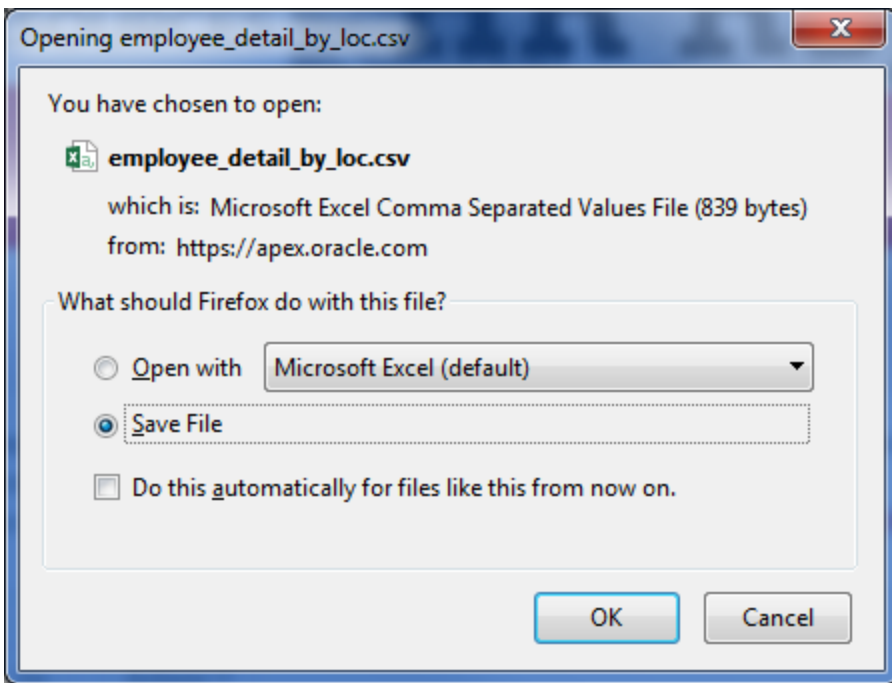 Opening employee_detail_by_loc.csv
You have chosen to open:
employee_detail_by_loc.csv
which is: Microsoft Excel Comma Separated Values File (839 bytes)
from: https://apex.oracle.com
What should Firefox do with this file?
Open with Microsoft Excel (default)
Save File
Do this automatically for files like this from now on.
OK Cancel